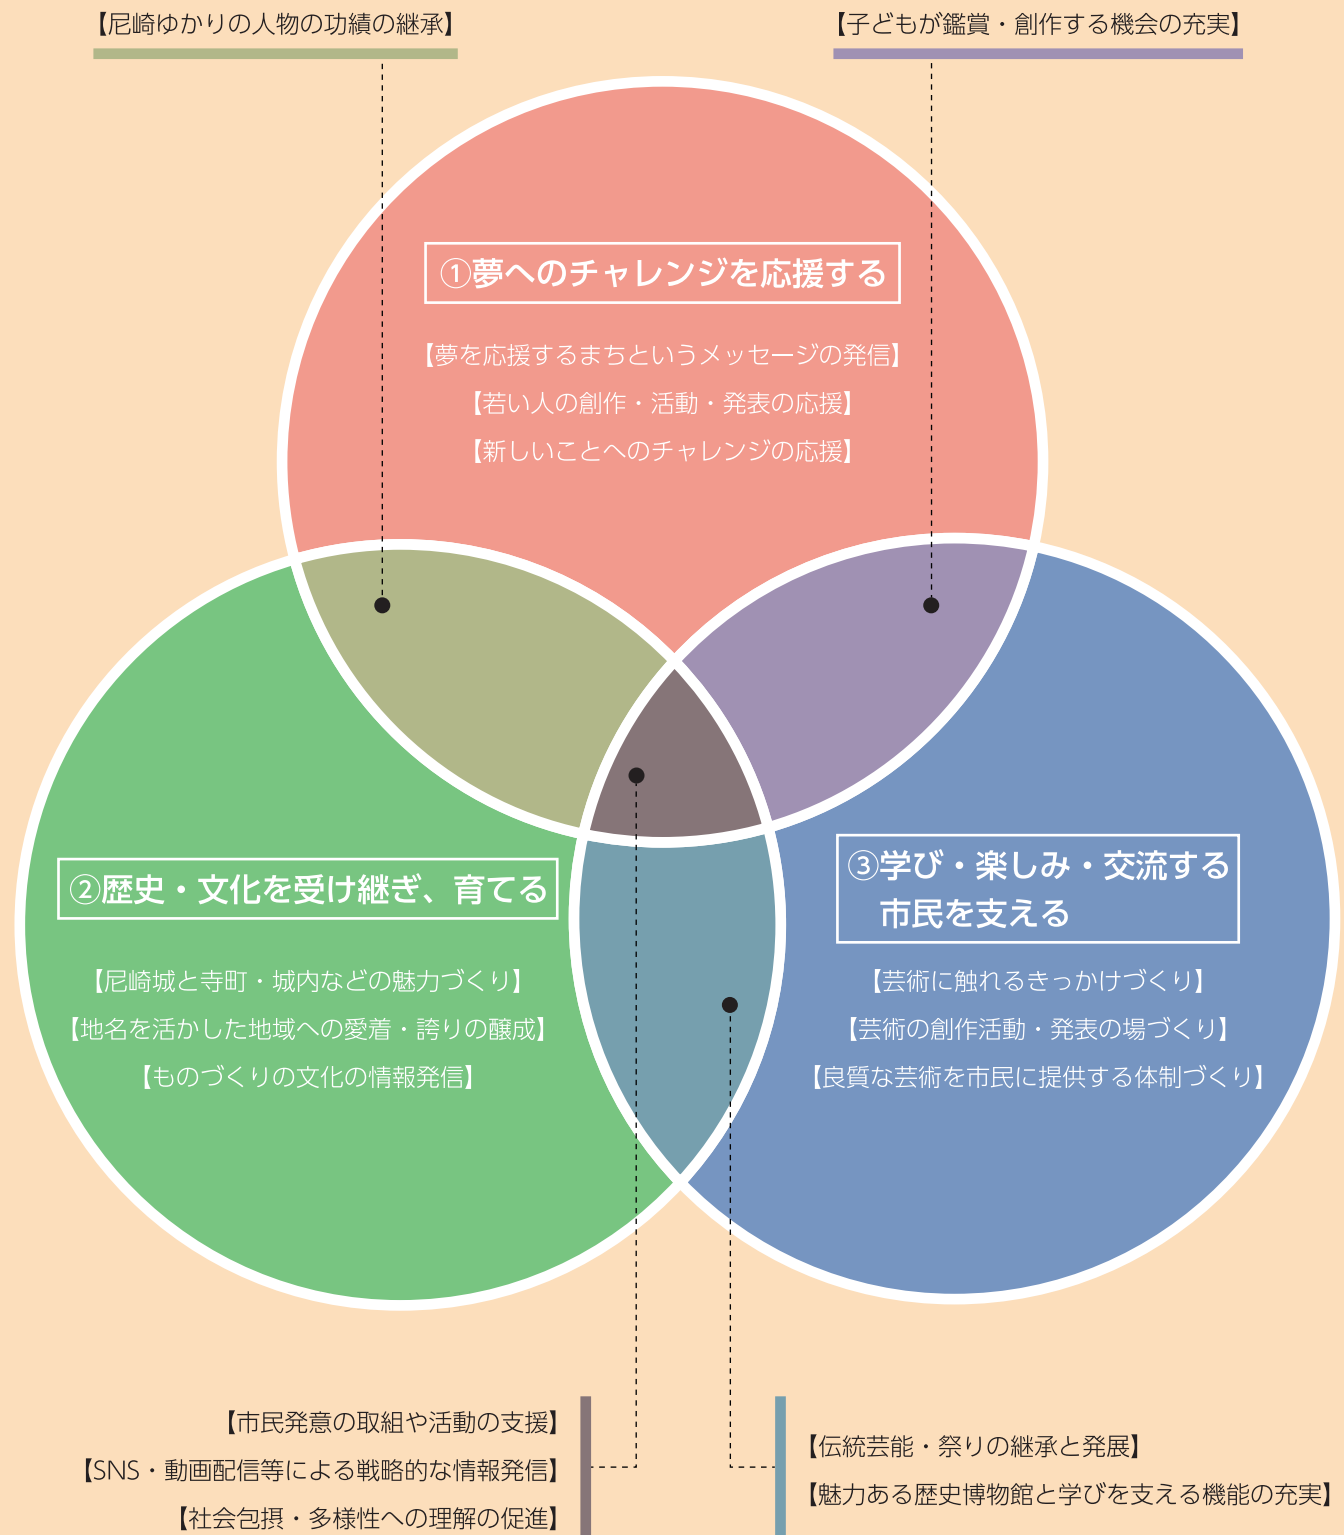 【尼崎ゆかりの人物の功績の継承】
【子どもが鑑賞・創作する機会の充実】
①夢へのチャレンジを応援する
【夢を応援するまちというメッセージの発信】
【若い人の創作・活動・発表の応援】
【新しいことへのチャレンジの応援】
②歴史・文化を受け継ぎ、育てる
【尼崎城と寺町・城内などの魅力づくり】
【地名を活かした地域への愛着・誇りの醸成】
【ものづくりの文化の情報発信】
③学び・楽しみ・交流する
市民を支える
【芸術に触れるきっかけづくり】
【芸術の創作活動・発表の場づくり】
【良質な芸術を市民に提供する体制づくり】
【市民発意の取組や活動の支援】
【SNS・動画配信等による戦略的な情報発信】
【社会包摂・多様性への理解の促進】
【伝統芸能・祭りの継承と発展】
【魅力ある歴史博物館と学びを支える機能の充実】